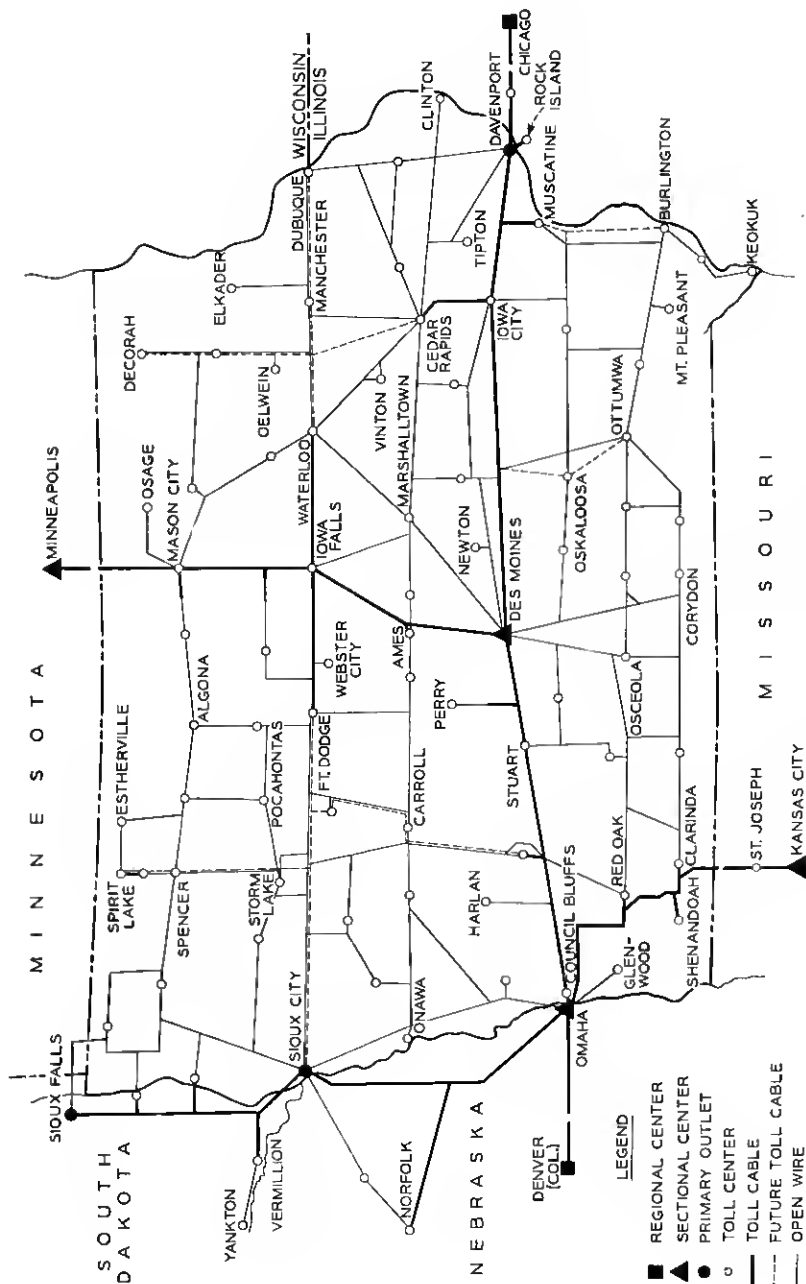 MINNESOTA
SOUTH
DAKOTA
NEBRASKA
MISSOURI
WISCONSIN
ILLINOIS
SIOUX FALLS
YANKTON
VERMILLION
SIOUX CITY
NORFOLK
SPIRIT
LAKE
ESTHERVILLE
SPENCER
ALGONA
POCAHONTAS
STORM
LAKE
FT. DODGE
WEBSTER
CITY
MINNEAPOLIS
OSAGE
MASON CITY
IOWA
FALLS
WATERLOO
DECORAH
ELKADER
OELWEIN
MANCHESTER
DUBUQUE
VINTON
CEDAR
RAPIDS
MARSHALLTOWN
AMES
CARROLL
ONAWA
HARLAN
CLINTON
TIPTON
DAVENPORT
CHICAGO
ROCK
ISLAND
MUSCATINE
IOWA
CITY
NEWTON
DES MOINES
PERRY
STUART
COUNCIL BLUFFS
OMAHA
GLEN-
WOOD
DENVER
(COL.)
RED OAK
SHENANDOAH
CLARINDA
OSCEOLA
CORYDON
OSKALOOSA
OTTUMWA
MT. PLEASANT
BURLINGTON
KEOKUK
ST. JOSEPH
KANSAS CITY
LEGEND
REGIONAL CENTER
SECTIONAL CENTER
PRIMARY OUTLET
TOLL CENTER
TOLL CABLE
FUTURE TOLL CABLE
OPEN WIRE